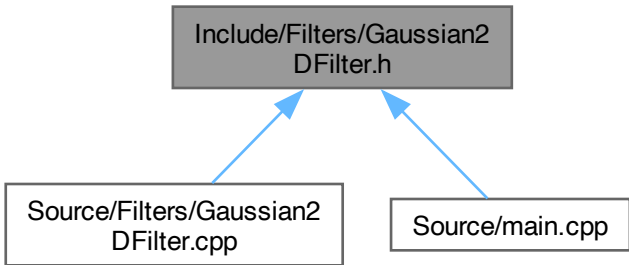 Include/Filters/Gaussian2
DFilter.h
Source/Filters/Gaussian2
DFilter.cpp
Source/main.cpp